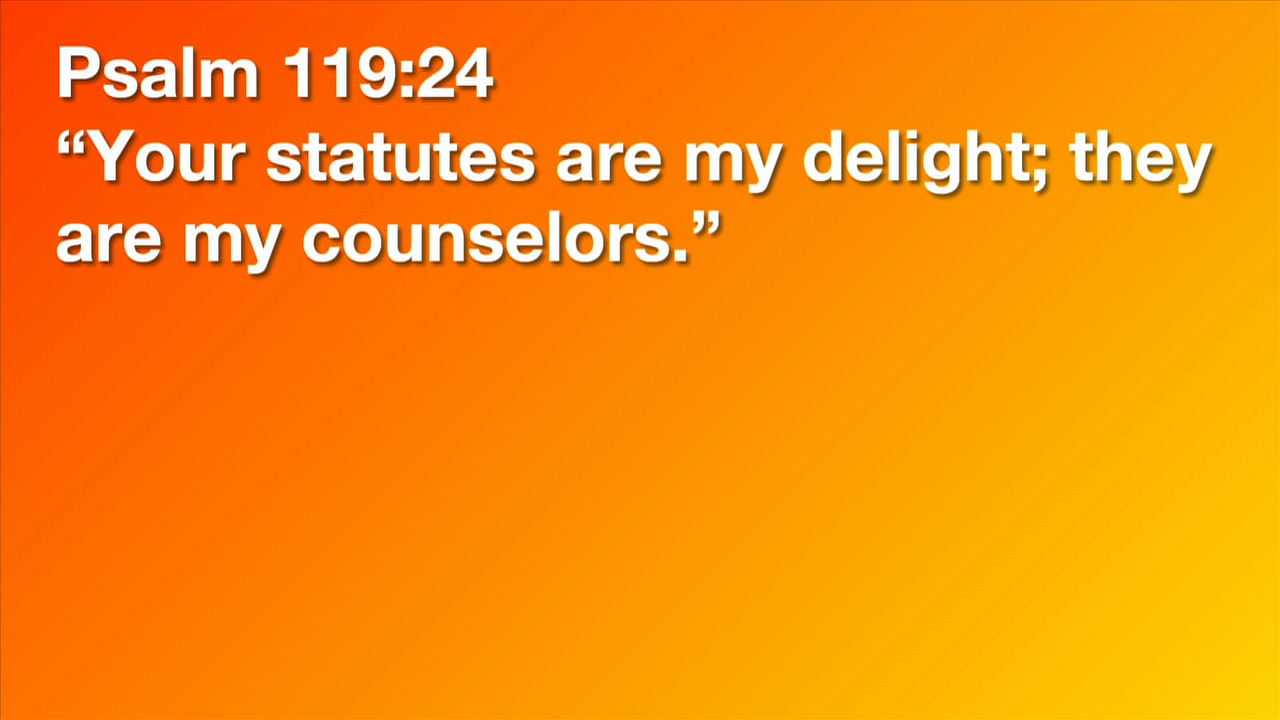 Psalm 119:24
“Your statutes are my delight; they
are my counselors.”